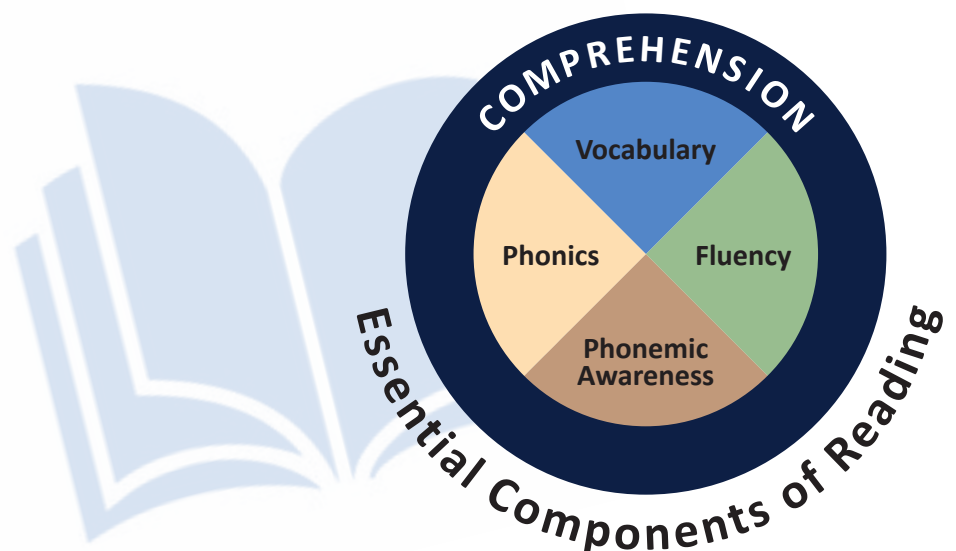 COMPREHENSION
Vocabulary
Phonics
Fluency
Phonemic
Awareness
Essential Components of Reading